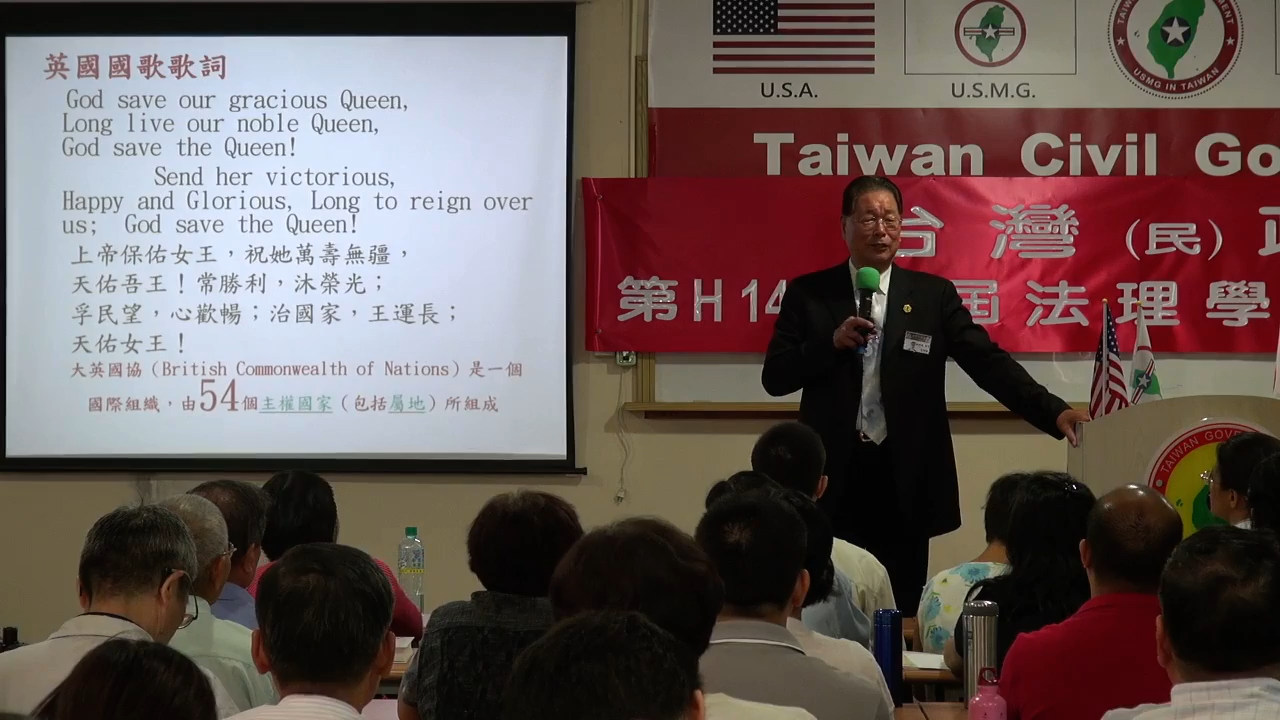 英國國歌歌詞
God save our gracious Queen,
Long live our noble Queen,
God save the Queen!
Send her victorious,
Happy and Glorious, Long to reign over
us; God save the Queen!
上帝保佑女王，祝她萬壽無疆，
天佑吾王！常勝利，沐榮光；
孚民望，心歡暢；治國家，王運長；
天佑女王！
大英國協（British Commonwealth of Nations）是一個
國際組織，由54個主權國家（包括屬地）所組成
U.S.A.
U.S.M.G.
USMG IN TAIWAN
Taiwan Civil Go
台灣（民）政
第H14 屆法理學
TAIWAN GOVER